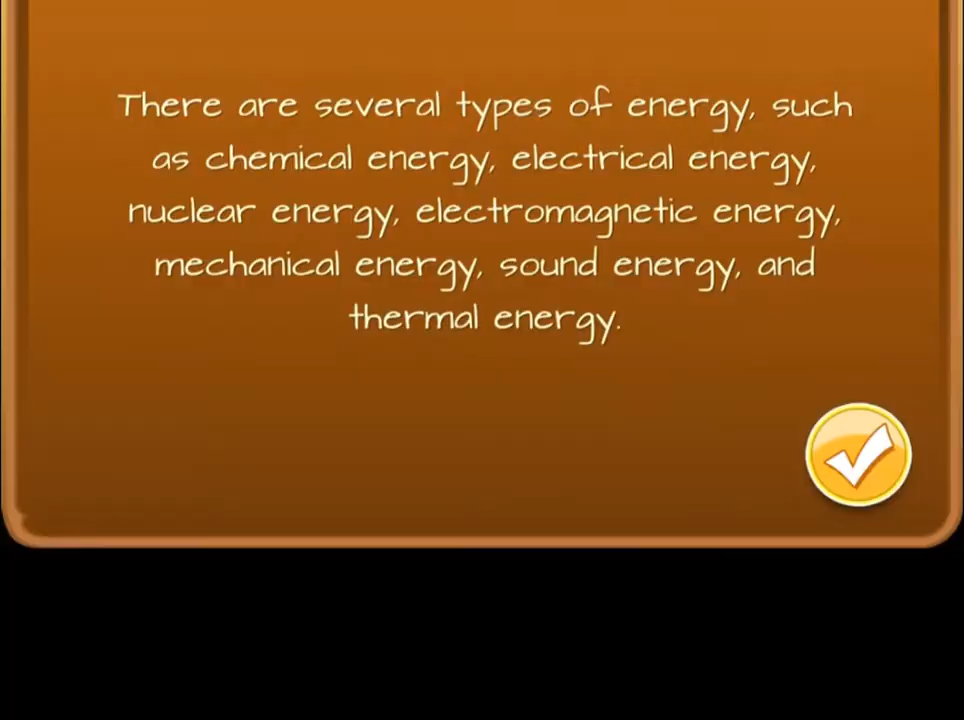 There are several types of energy, such
as chemical energy, electrical energy,
nuclear energy, electromagnetic energy,
mechanical energy, sound energy, and
thermal energy.